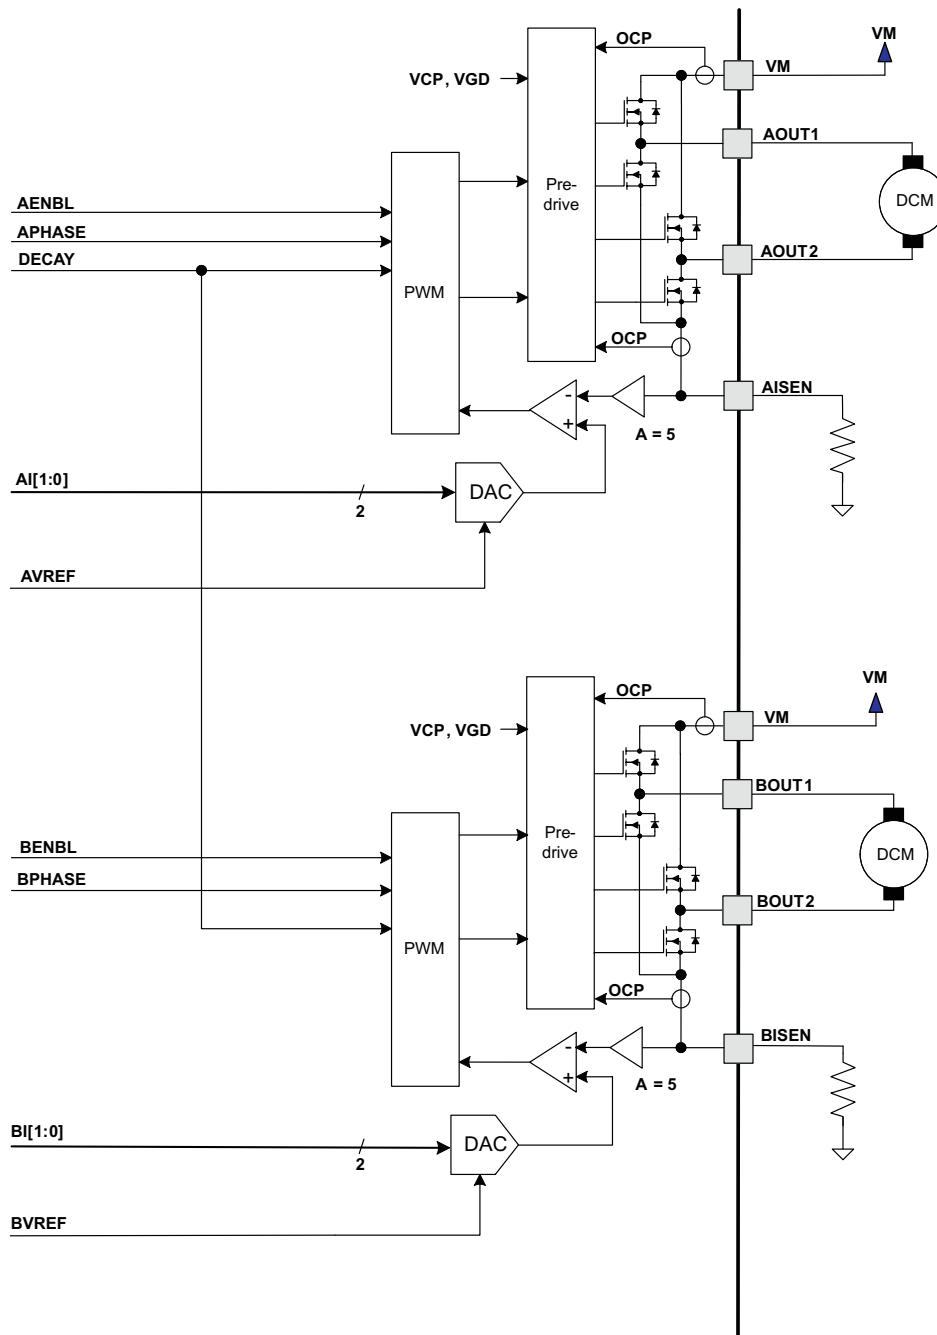 OCP
VM
VM
VCP, VGD
AOUT1
Pre-
drive
DCM
AENBL
APHASE
DECAY
AOUT2
PWM
OCP
AISEN
-
+
A = 5
AI[1:0]
DAC
2
AVREF
VM
OCP
VM
VCP, VGD
BOUT1
Pre-
drive
DCM
BENBL
BPHASE
BOUT2
PWM
OCP
BISEN
-
+
A = 5
BI[1:0]
DAC
2
BVREF